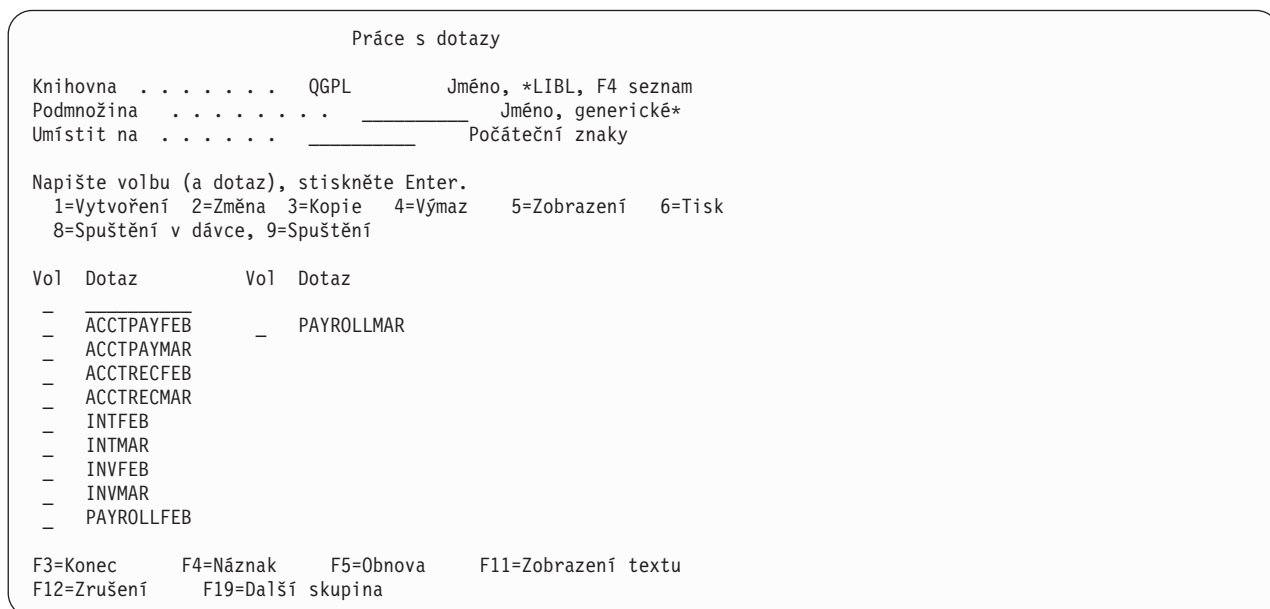 Práce s dotazy
Knihovna . . . . . . . QGPL Jméno, *LIBL, F4 seznam
Podmnožina . . . . . . . . __________ Jméno, generické*
Umístit na . . . . . . __________ Počáteční znaky
Napište volbu (a dotaz), stiskněte Enter.
1=Vytvoření 2=Změna 3=Kopie 4=Výmaz 5=Zobrazení 6=Tisk
8=Spuštění v dávce, 9=Spuštění
Vol Dotaz Vol Dotaz
_ __________
_ ACCTPAYFEB _ PAYROLLMAR
_ ACCTPAYMAR
_ ACCTRECFEB
_ ACCTRECMAR
_ INTFEB
_ INTMAR
_ INVFEB
_ INVMAR
_ PAYROLLFEB
F3=Konec F4=Náznak F5=Obnova F11=Zobrazení textu
F12=Zrušení F19=Další skupina